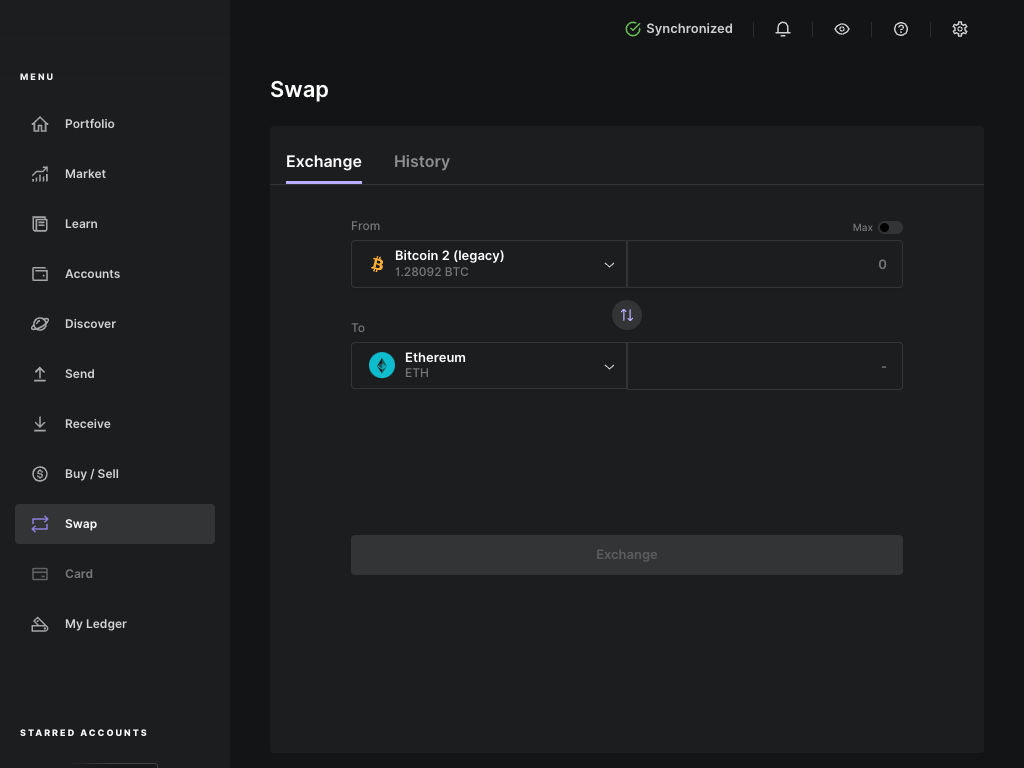 Synchronized
MENU
Portfolio
Market
Learn
Accounts
Discover
Send
Receive
Buy / Sell
Swap
Card
My Ledger
STARRED ACCOUNTS
Swap
Exchange
History
From
Max
Bitcoin 2 (legacy)
1.28092 BTC
0
To
Ethereum
ETH
-
Exchange